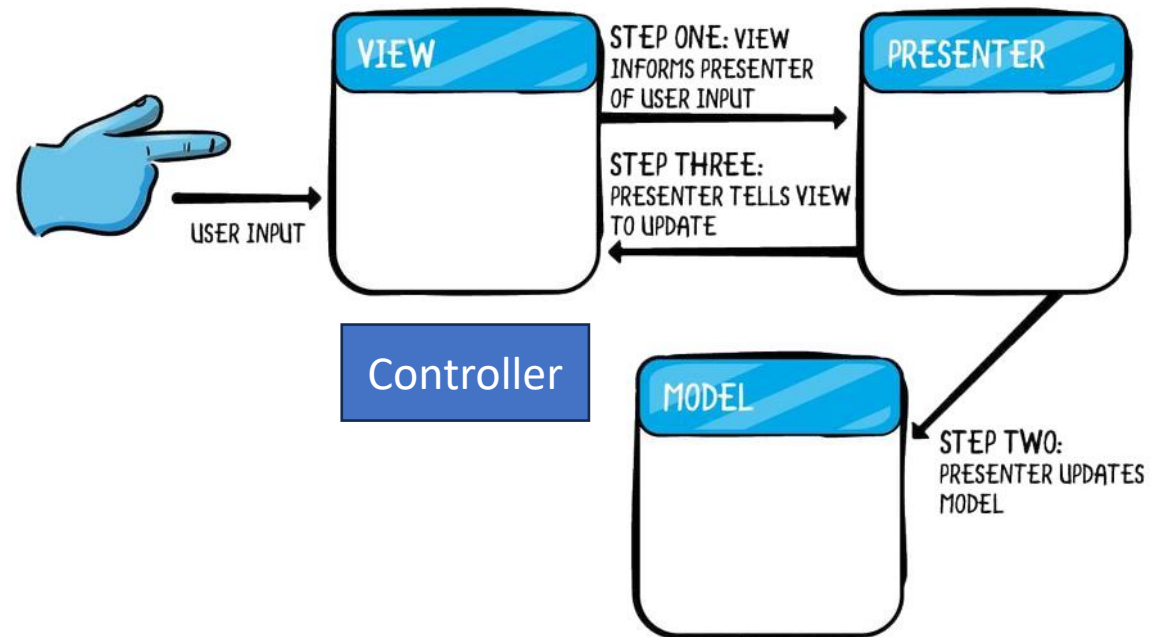 VIEW
STEP ONE: VIEW
INFORMS PRESENTER
OF USER INPUT
PRESENTER
STEP THREE:
PRESENTER TELLS VIEW
TO UPDATE
USER INPUT
Controller
MODEL
STEP TWO:
PRESENTER UPDATES
MODEL